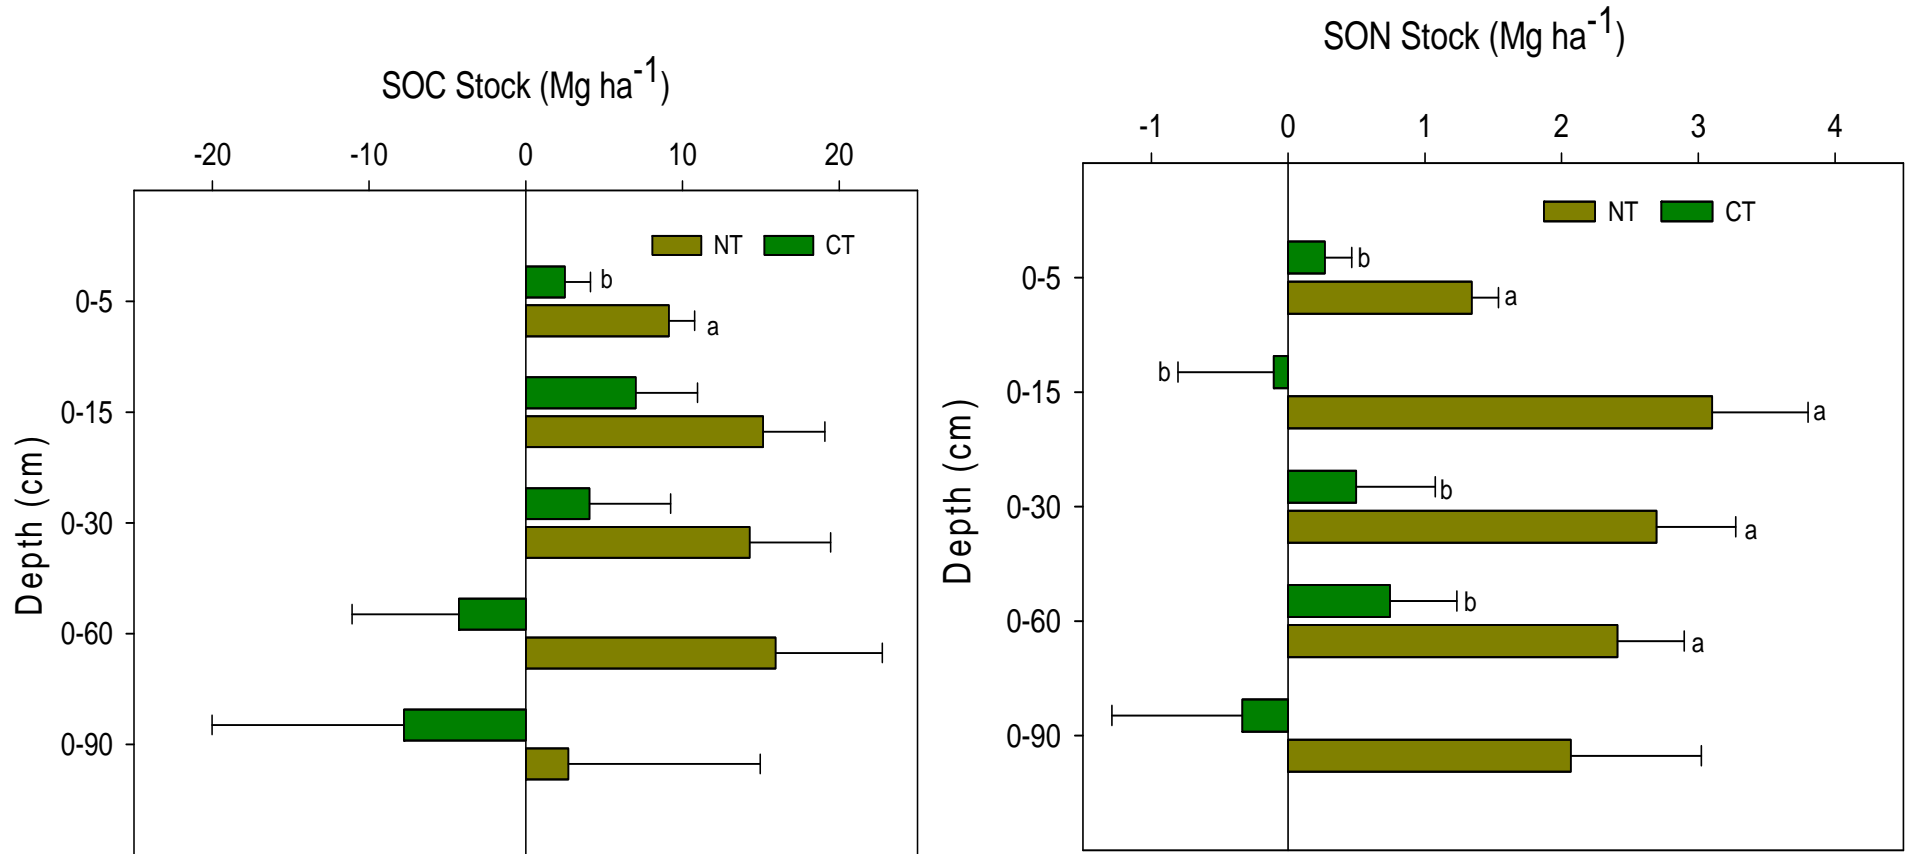 SOC Stock (Mg ha-1)
-20 -10 0 10 20
NT CT
b
0-5
a
0-15
0-30
0-60
0-90
Depth (cm)
SON Stock (Mg ha-1)
-1 0 1 2 3 4
NT CT
b
0-5
a
b
0-15
a
b
0-30
a
b
0-60
a
0-90
Depth (cm)